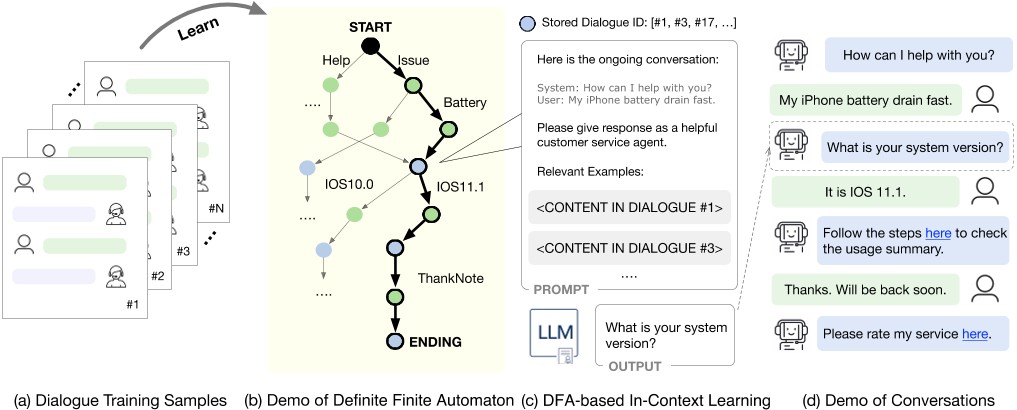 Learn
#N
#3
#2
#1
(a) Dialogue Training Samples
START
Help
Issue
....
Battery
IOS10.0
IOS11.1
....
....
ThankNote
ENDING
(b) Demo of Definite Finite Automaton
Stored Dialogue ID: [#1, #3, #17, …]
Here is the ongoing conversation:
System: How can I help with you?
User: My iPhone battery drain fast.
Please give response as a helpful
customer service agent.
Relevant Examples:
<CONTENT IN DIALOGUE #1>
<CONTENT IN DIALOGUE #3>
....
PROMPT
LLM
What is your system
version?
OUTPUT
(c) DFA-based In-Context Learning
How can I help with you?
My iPhone battery drain fast.
What is your system version?
It is IOS 11.1.
Follow the steps here to check
the usage summary.
Thanks. Will be back soon.
Please rate my service here.
(d) Demo of Conversations